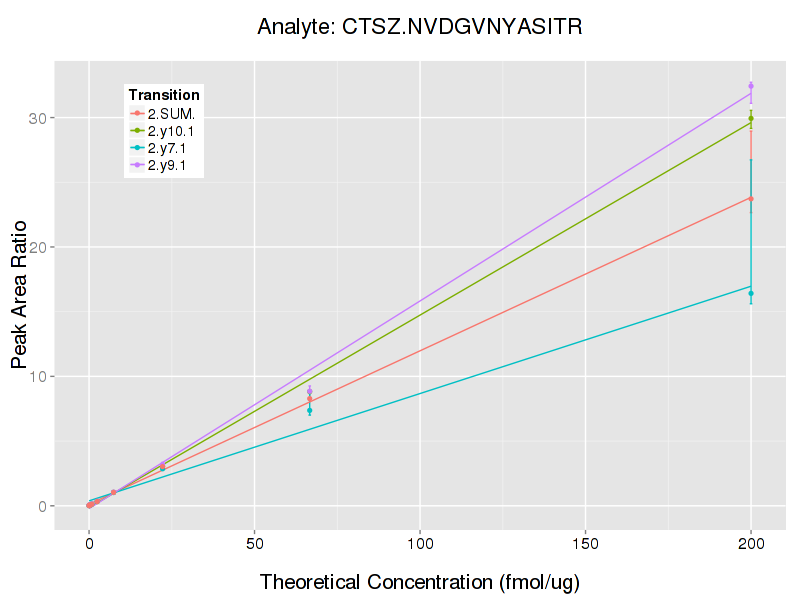 Analyte: CTSZ.NVDGVNYASITR
Transition
2.SUM.
2.y10.1
2.y7.1
2.y9.1
Peak Area Ratio
30
20
10
0
0 50 100 150 200
Theoretical Concentration (fmol/ug)